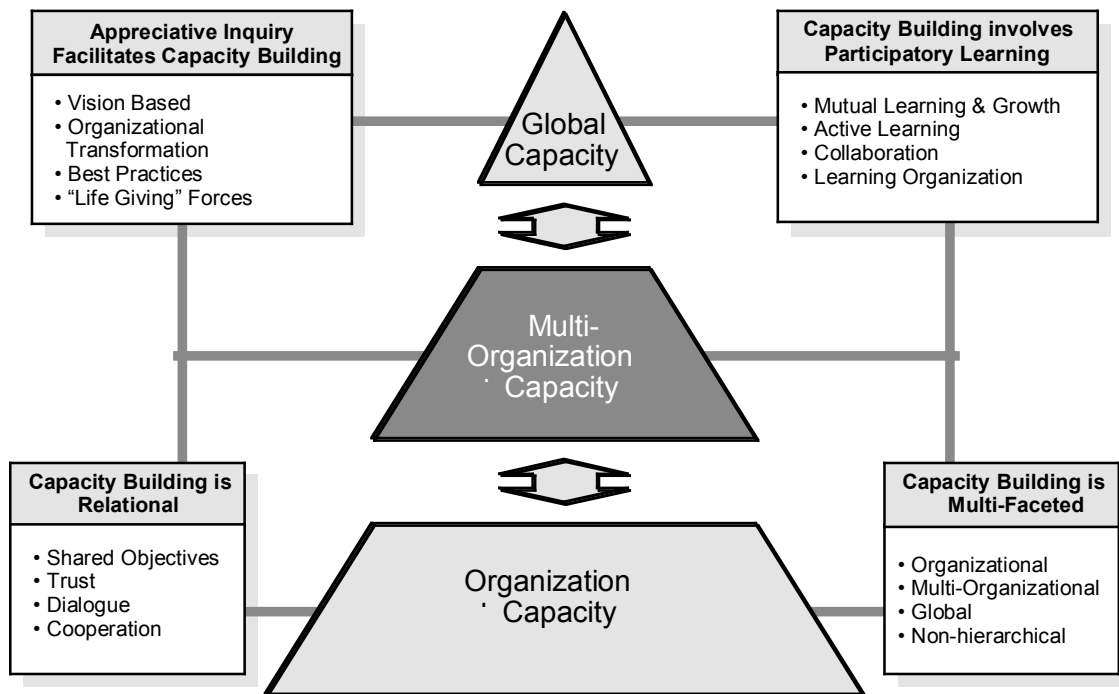 Appreciative Inquiry
Facilitates Capacity Building
• Vision Based
• Organizational
Transformation
• Best Practices
• “Life Giving” Forces
Global
Capacity
Capacity Building involves
Participatory Learning
• Mutual Learning & Growth
• Active Learning
• Collaboration
• Learning Organization
Multi-
Organization
· Capacity
Capacity Building is
Relational
• Shared Objectives
• Trust
• Dialogue
• Cooperation
Organization
· Capacity
Capacity Building is
Multi-Faceted
• Organizational
• Multi-Organizational
• Global
• Non-hierarchical